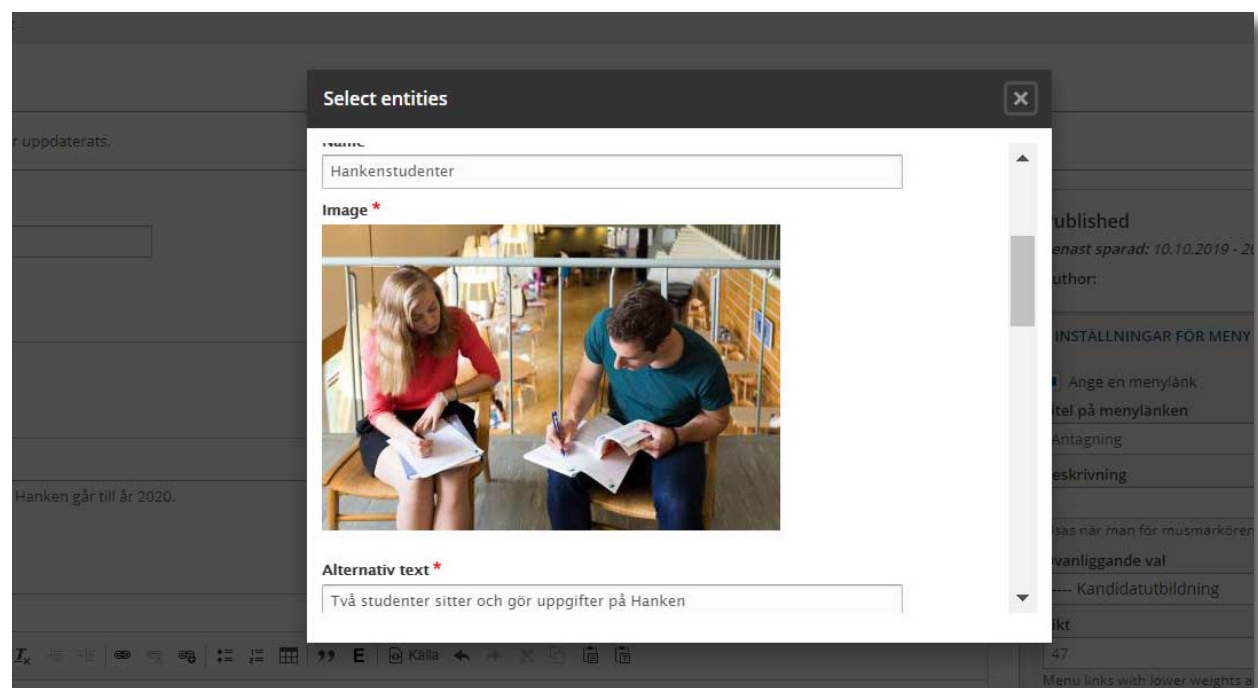 Select entities
r uppdaterats.
Name
Hankenstudenter
Image *
ublished
enast sparad: 10.10.2019 - 20
uthor:
INSTÄLLNINGAR FÖR MENY
Ange en menylänk
itel på menylänken
Antagning
eskrivning
Hanken går till år 2020.
isas när man för musmarkören
vanliggande val
---- Kandidatutbildning
Alternativ text *
Två studenter sitter och gör uppgifter på Hanken
ikt
47
Menu links with lower weights a
E Källa